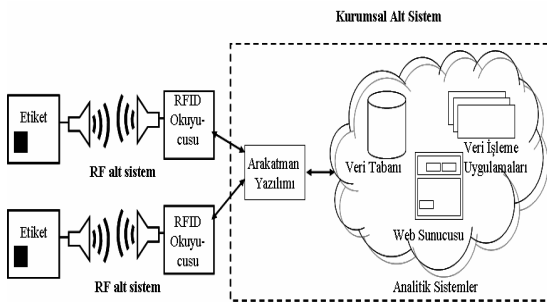 Kurumsal Alt Sistem
Etiket
RFID
Okuyu-
cusu
RF alt sistem
Etiket
RFID
Okuyu-
cusu
RF alt sistem
Arakatman
Yazılımı
Veri Tabanı
Veri İşleme
Uygulamaları
Web Sunucusu
Analitik Sistemler